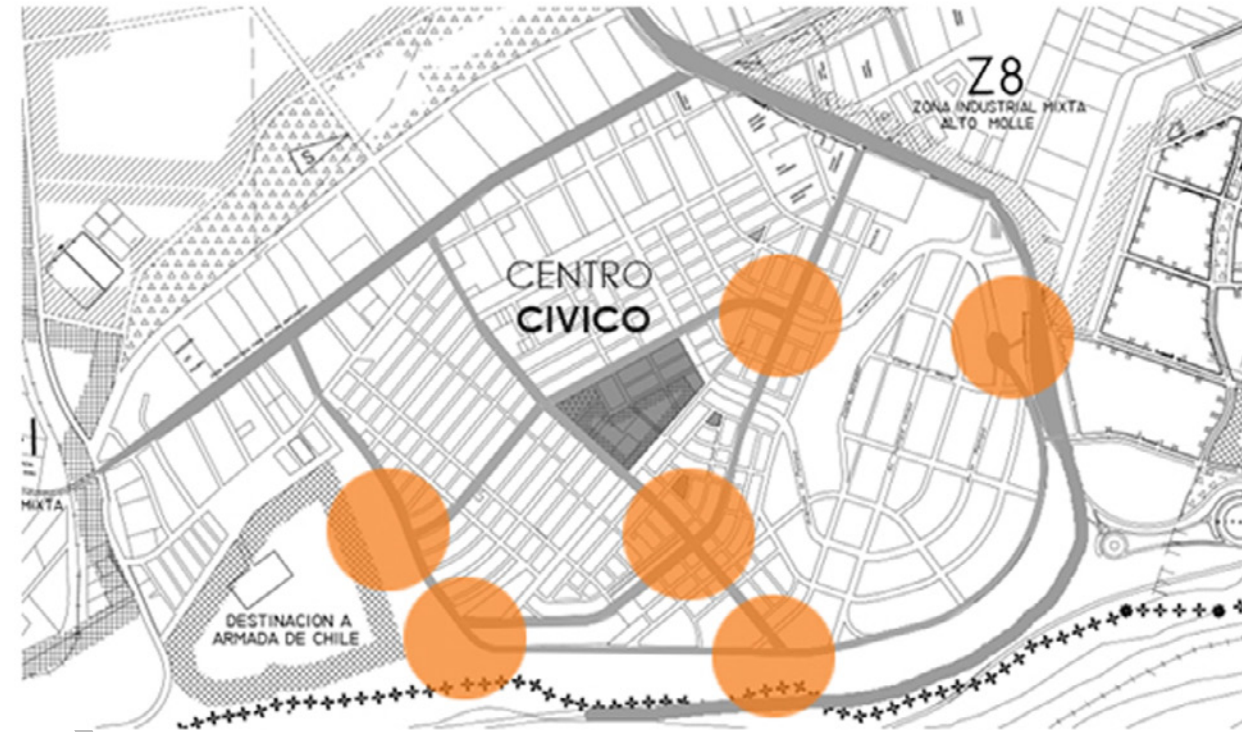 Z8
ZONA INDUSTRIAL MIXTA
ALTO MOLLE
CENTRO
CIVICO
MIXTA
DESTINACION A
ARMADA DE CHILE